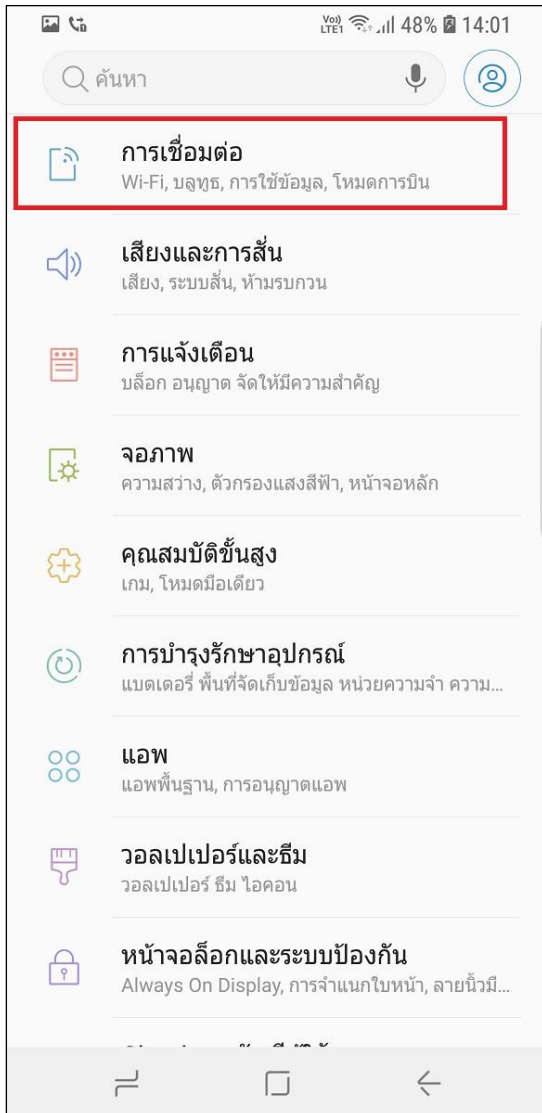 Vo)) LTE1 48% 14:01
ค้นหา
การเชื่อมต่อ
Wi-Fi, บลูทูธ, การใช้ข้อมูล, โหมดการบิน
เสียงและการสั่น
เสียง, ระบบสั่น, ห้ามรบกวน
การแจ้งเตือน
บล็อก อนุญาต จัดให้มีความสำคัญ
จอภาพ
ความสว่าง, ตัวกรองแสงสีฟ้า, หน้าจอหลัก
คุณสมบัติขั้นสูง
เกม, โหมดมือเดียว
การบำรุงรักษาอุปกรณ์
แบตเตอรี่ พื้นที่จัดเก็บข้อมูล หน่วยความจำ ความ...
แอพ
แอพพื้นฐาน, การอนุญาตแอพ
วอลเปเปอร์และธีม
วอลเปเปอร์ ธีม ไอคอน
หน้าจอล็อกและระบบป้องกัน
Always On Display, การจำแนกใบหน้า, ลายนิ้วมื...